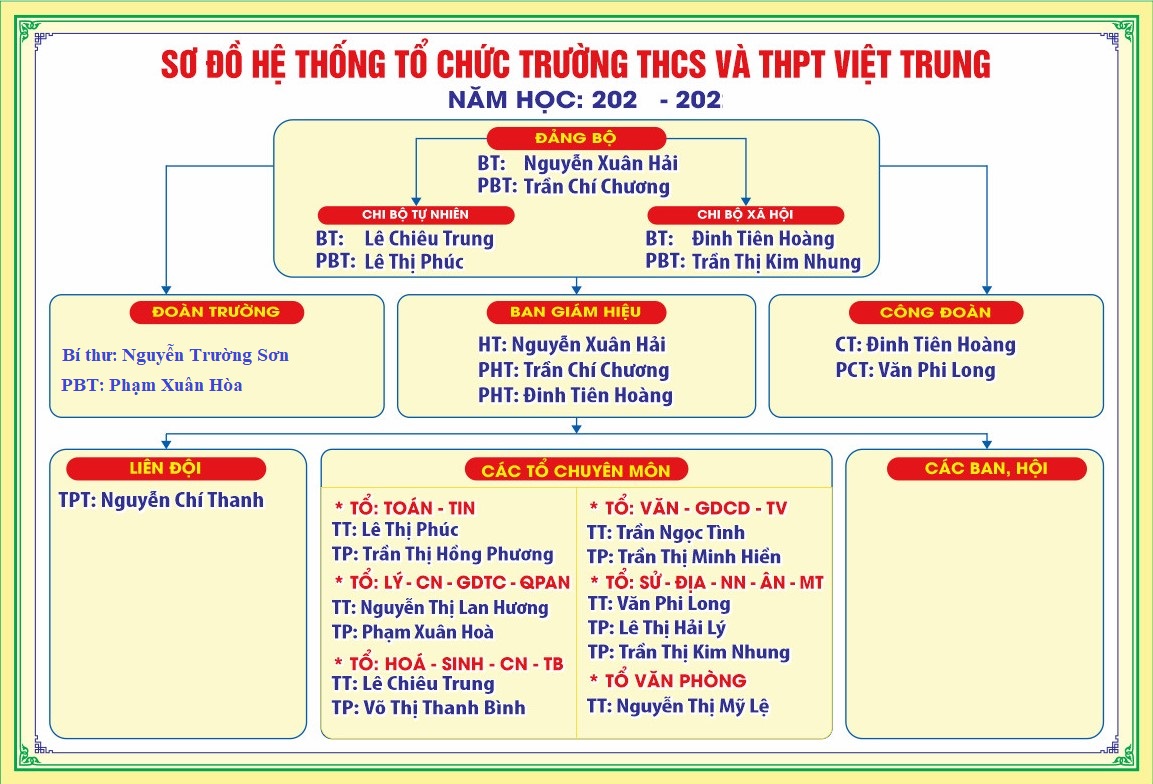 SƠ ĐỒ HỆ THỐNG TỔ CHỨC TRƯỜNG THCS VÀ THPT VIỆT TRUNG
NĂM HỌC: 202 - 202
ĐẢNG BỘ
BT: Nguyễn Xuân Hải
PBT: Trần Chí Chương
CHI BỘ TỰ NHIÊN
BT: Lê Chiêu Trung
PBT: Lê Thị Phúc
CHI BỘ XÃ HỘI
BT: Đinh Tiên Hoàng
PBT: Trần Thị Kim Nhung
ĐOÀN TRƯỜNG
Bí thư: Nguyễn Trường Sơn
PBT: Phạm Xuân Hòa
BAN GIÁM HIỆU
HT: Nguyễn Xuân Hải
PHT: Trần Chí Chương
PHT: Đinh Tiên Hoàng
CÔNG ĐOÀN
CT: Đinh Tiên Hoàng
PCT: Văn Phi Long
LIÊN ĐỘI
TPT: Nguyễn Chí Thanh
CÁC TỔ CHUYÊN MÔN
* TỔ: TOÁN - TIN
TT: Lê Thị Phúc
TP: Trần Thị Hồng Phương
* TỔ: LÝ - CN - GDTC - QPAN
TT: Nguyễn Thị Lan Hương
TP: Phạm Xuân Hoà
* TỔ: HOÁ - SINH - CN - TB
TT: Lê Chiêu Trung
TP: Võ Thị Thanh Bình
* TỔ: VĂN - GDCD - TV
TT: Trần Ngọc Tình
TP: Trần Thị Minh Hiền
* TỔ: SỬ - ĐỊA - NN - ÂN - MT
TT: Văn Phi Long
TP: Lê Thị Hải Lý
TP: Trần Thị Kim Nhung
* TỔ VĂN PHÒNG
TT: Nguyễn Thị Mỹ Lệ
CÁC BAN, HỘI